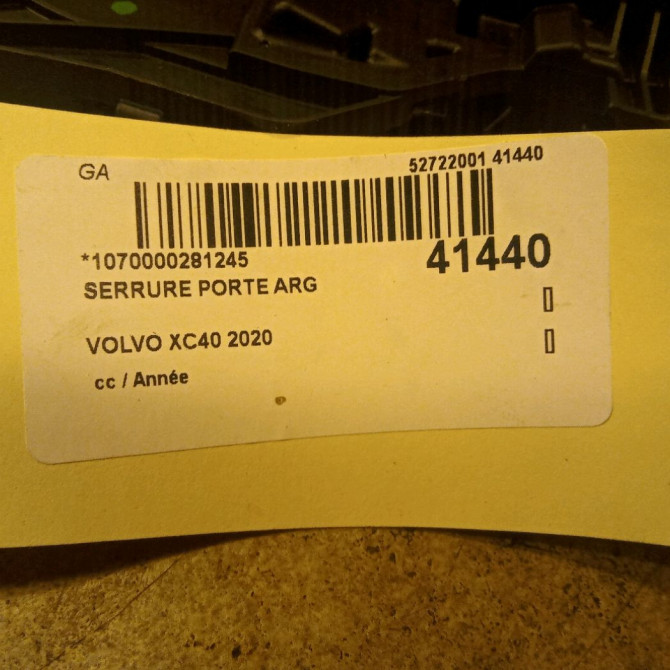 GA
52722001 41440
*1070000281245
41440
SERRURE PORTE ARG
VOLVO XC40 2020
cc / Année